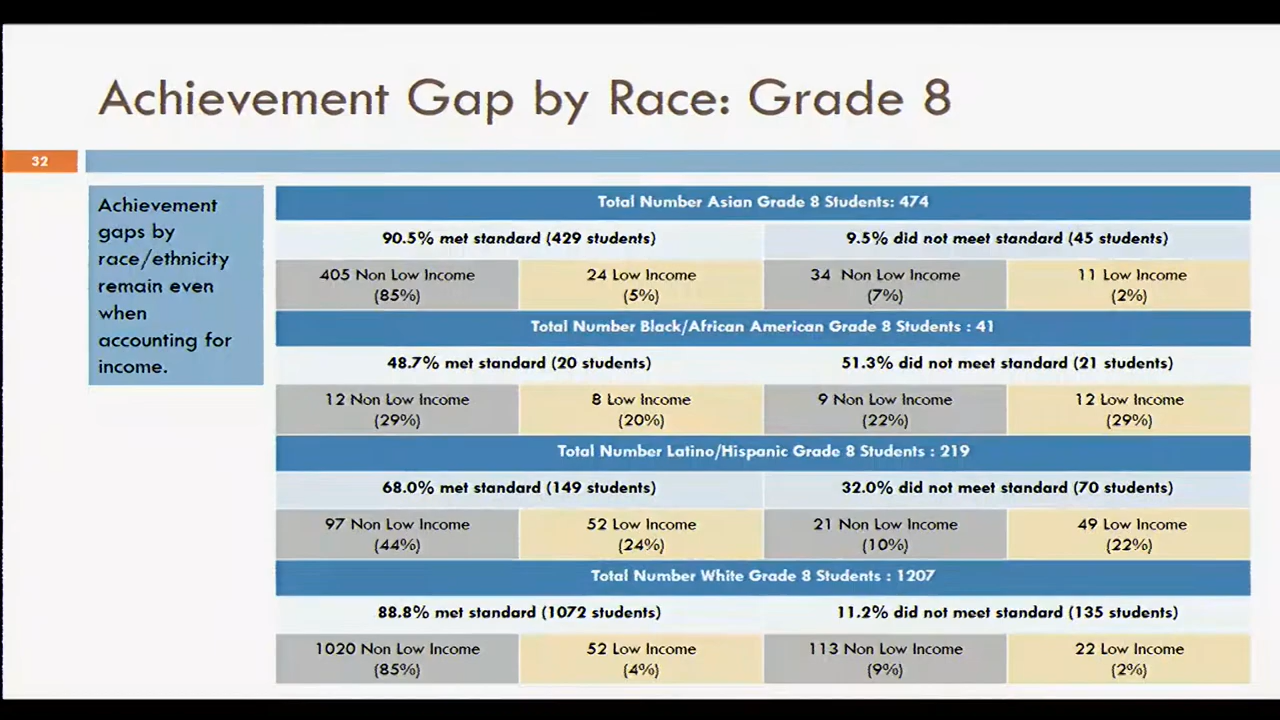 Achievement Gap by Race: Grade 8
32
Achievement
gaps by
race/ethnicity
remain even
when
accounting for
income.
Total Number Asian Grade 8 Students: 474
90.5% met standard (429 students)
9.5% did not meet standard (45 students)
405 Non Low Income
(85%)
24 Low Income
(5%)
34 Non Low Income
(7%)
11 Low Income
(2%)
Total Number Black/African American Grade 8 Students : 41
48.7% met standard (20 students)
51.3% did not meet standard (21 students)
12 Non Low Income
(29%)
8 Low Income
(20%)
9 Non Low Income
(22%)
12 Low Income
(29%)
Total Number Latino/Hispanic Grade 8 Students : 219
68.0% met standard (149 students)
32.0% did not meet standard (70 students)
97 Non Low Income
(44%)
52 Low Income
(24%)
21 Non Low Income
(10%)
49 Low Income
(22%)
Total Number White Grade 8 Students : 1207
88.8% met standard (1072 students)
11.2% did not meet standard (135 students)
1020 Non Low Income
(85%)
52 Low Income
(4%)
113 Non Low Income
(9%)
22 Low Income
(2%)